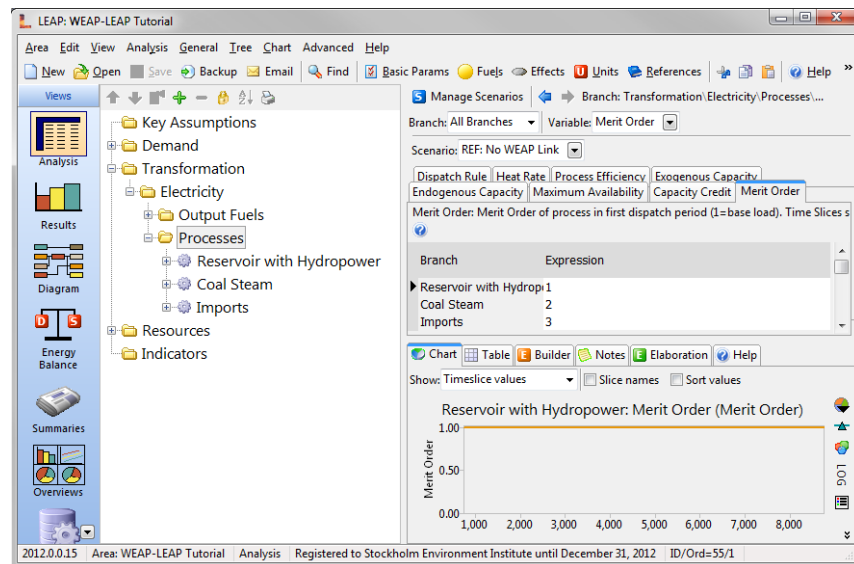 LEAP: WEAP-LEAP Tutorial
Area Edit View Analysis General Tree Chart Advanced Help
New Open Save Backup Email Find Basic Params Fuels Effects Units References Help »
Views
Manage Scenarios Branch: Transformation\Electricity\Processes\...
Key Assumptions
Branch: All Branches Variable: Merit Order
Demand
Scenario: REF: No WEAP Link
Analysis
Transformation
Dispatch Rule Heat Rate Process Efficiency Exogenous Capacity
Electricity
Endogenous Capacity Maximum Availability Capacity Credit Merit Order
Output Fuels
Merit Order: Merit Order of process in first dispatch period (1=base load). Time Slices s
Results
Processes
Reservoir with Hydropower
Branch Expression
Coal Steam
Reservoir with Hydrop 1
Diagram
Imports
Coal Steam 2
Imports 3
Resources
D S
Indicators
Chart Table Builder Notes Elaboration Help
Energy
Balance
Show: Timeslice values Slice names Sort values
Reservoir with Hydropower: Merit Order (Merit Order)
Summaries
1.00
Merit Order
0.50
LOG
Overviews
0.00
1,000 2,000 3,000 4,000 5,000 6,000 7,000 8,000
2012.0.0.15 Area: WEAP-LEAP Tutorial Analysis Registered to Stockholm Environment Institute until December 31, 2012 ID/Ord=55/1